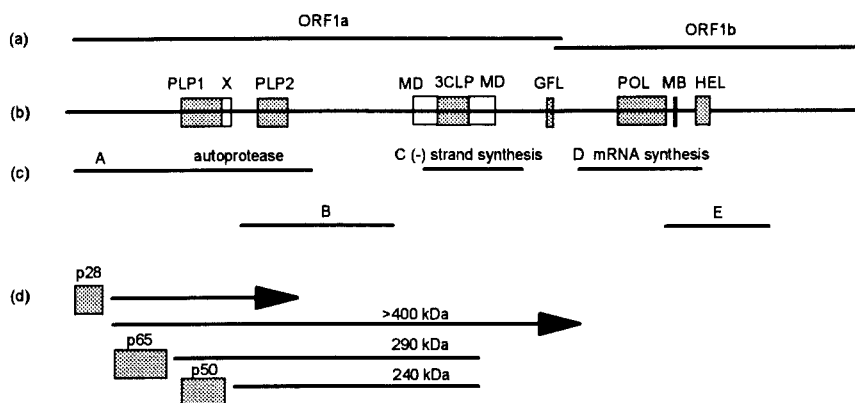 ORF1a
(a)
ORF1b
PLP1 X PLP2 MD 3CLP MD GFL POL MB HEL
(b)
A autoprotease C (-) strand synthesis D mRNA synthesis
(c)
B E
p28
(d)
>400 kDa
p65 290 kDa
p50 240 kDa